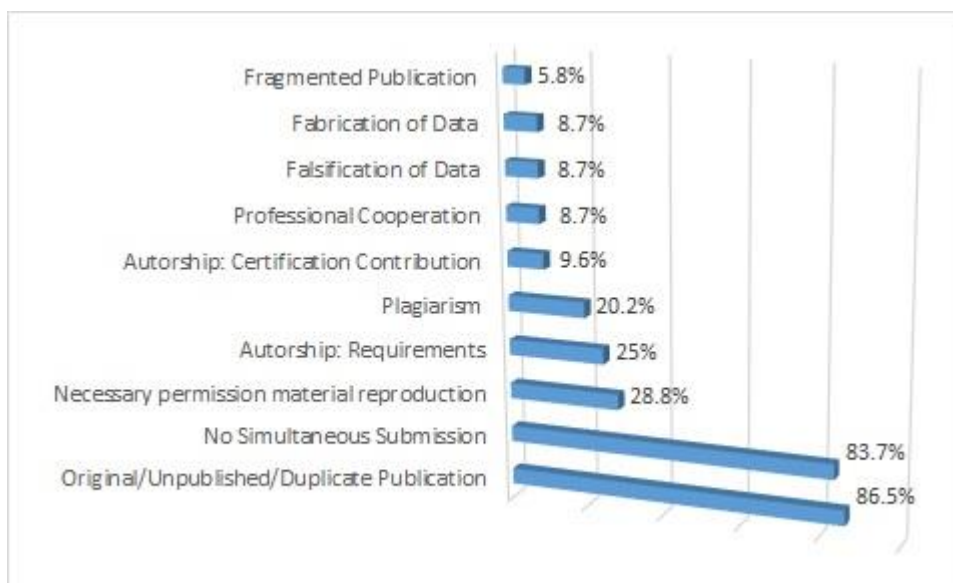 Fragmented Publication 5.8%
Fabrication of Data 8.7%
Falsification of Data 8.7%
Professional Cooperation 8.7%
Autorship: Certification Contribution 9.6%
Plagiarism 20.2%
Autorship: Requirements 25%
Necessary permission material reproduction 28.8%
No Simultaneous Submission 83.7%
Original/Unpublished/Duplicate Publication 86.5%